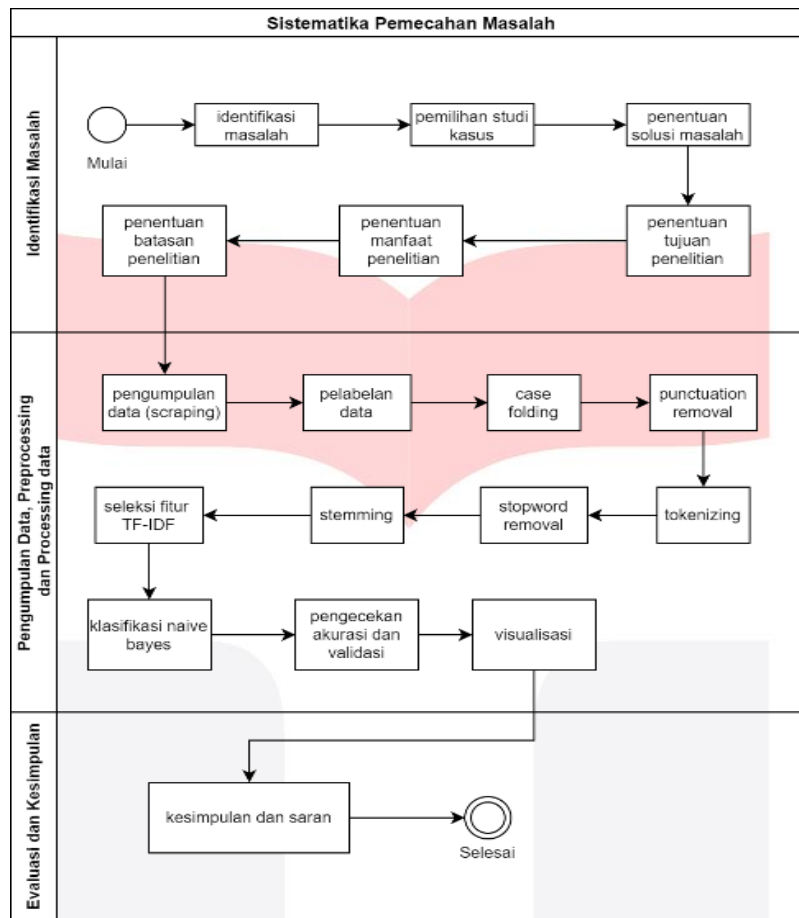 Sistematika Pemecahan Masalah
Identifikasi Masalah
Mulai
identifikasi
masalah
pemilihan studi
kasus
penentuan
solusi masalah
penentuan
tujuan
penelitian
penentuan
manfaat
penelitian
penentuan
batasan
penelitian
Pengumpulan Data, Preprocessing
dan Processing data
pengumpulan
data (scraping)
pelabelan
data
case
folding
punctuation
removal
tokenizing
stopword
removal
stemming
seleksi fitur
TF-IDF
klasifikasi naive
bayes
pengecekan
akurasi dan
validasi
visualisasi
Evaluasi dan Kesimpulan
kesimpulan dan saran
Selesai